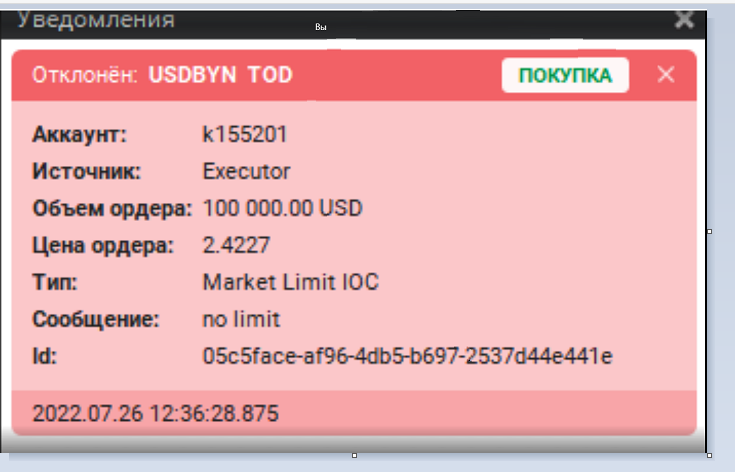 Уведомления
Вы
Отклонён: USDBYN TOD ПОКУПКА
Аккаунт: k155201
Источник: Executor
Объем ордера: 100 000.00 USD
Цена ордера: 2.4227
Тип: Market Limit IOC
Сообщение: no limit
Id: 05c5face-af96-4db5-b697-2537d44e441e
2022.07.26 12:36:28.875